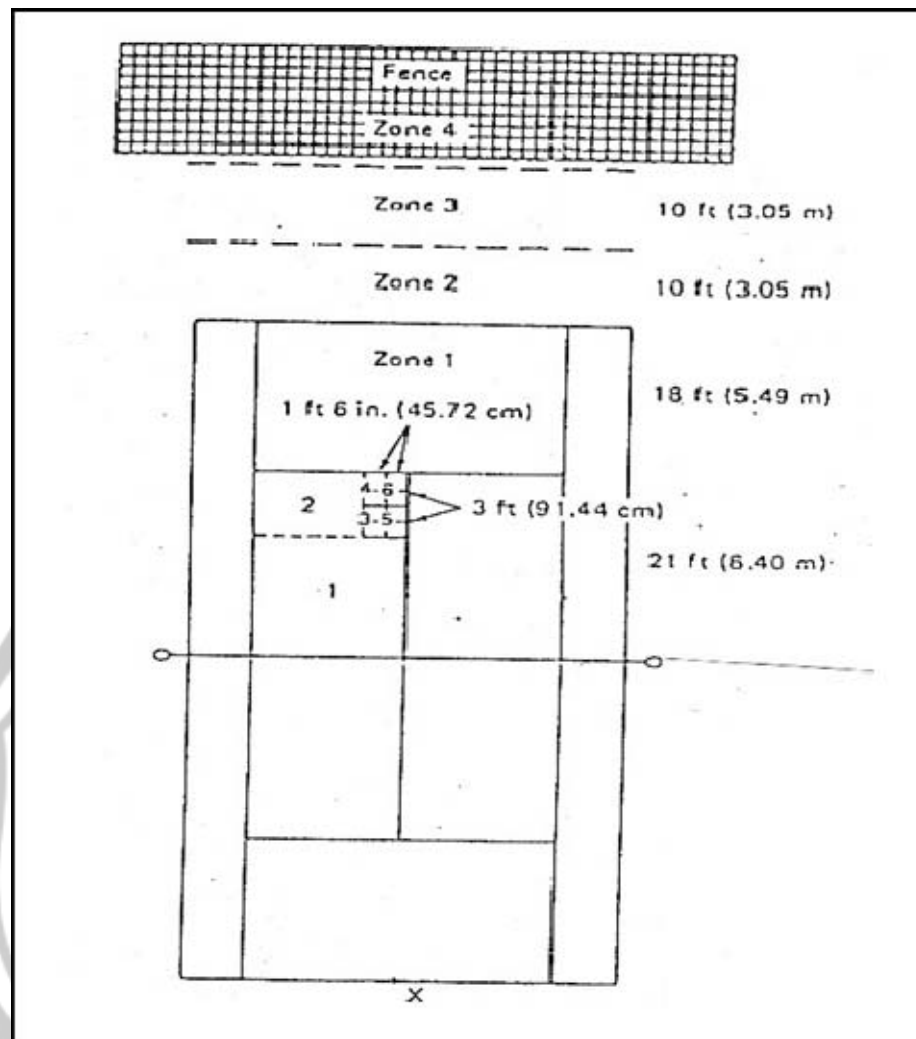 Fence
Zone 4
Zone 3 10 ft (3.05 m)
Zone 2 10 ft (3.05 m)
Zone 1
18 ft (5.49 m)
1 ft 6 in. (45.72 cm)
4-6
2 3 ft (91.44 cm)
3-5
21 ft (6.40 m)
1
X